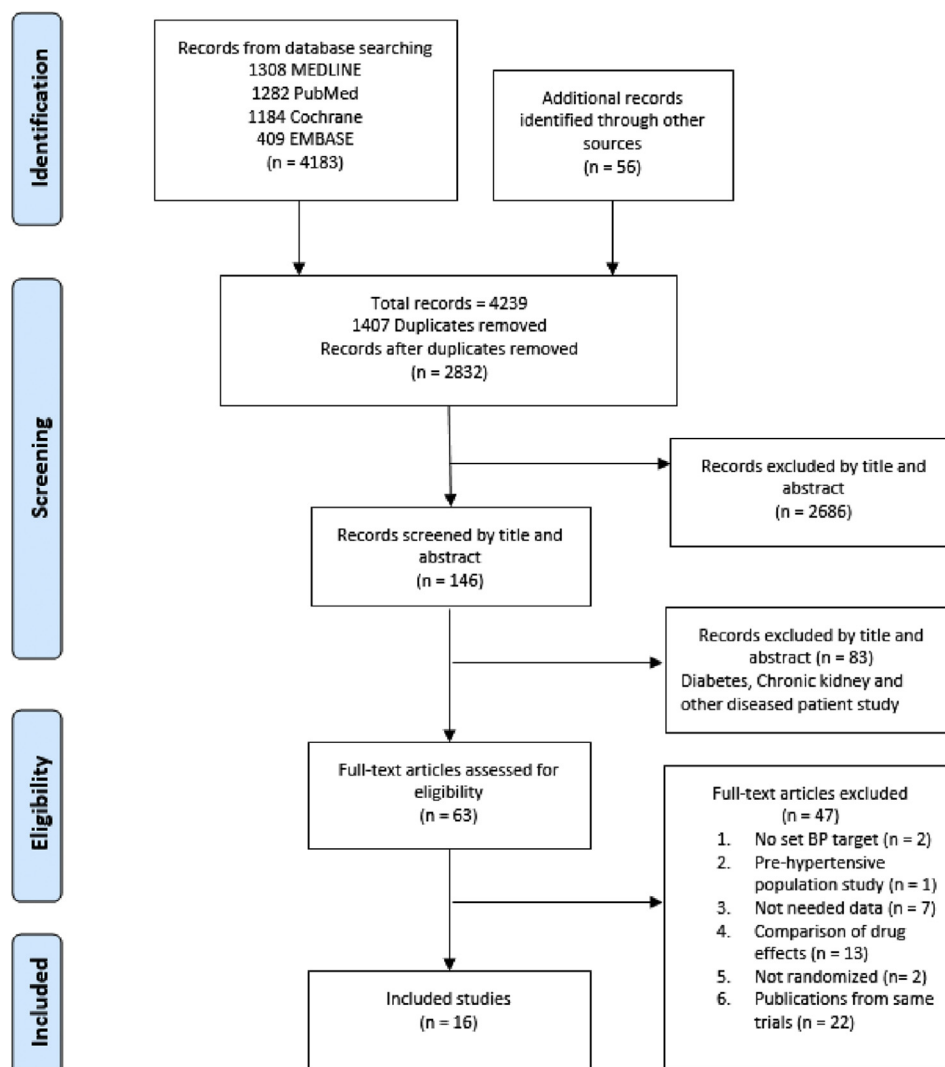 Identification
Records from database searching
1308 MEDLINE
1282 PubMed
1184 Cochrane
409 EMBASE
(n = 4183)
Additional records
identified through other
sources
(n = 56)
Screening
Total records = 4239
1407 Duplicates removed
Records after duplicates removed
(n = 2832)
Records excluded by title and
abstract
(n = 2686)
Records screened by title and
abstract
(n = 146)
Records excluded by title and
abstract (n = 83)
Diabetes, Chronic kidney and
other diseased patient study
Eligibility
Full-text articles assessed for
eligibility
(n = 63)
Full-text articles excluded
(n = 47)
1. No set BP target (n = 2)
2. Pre-hypertensive
population study (n = 1)
3. Not needed data (n = 7)
4. Comparison of drug
effects (n = 13)
5. Not randomized (n= 2)
6. Publications from same
trials (n = 22)
Included
Included studies
(n = 16)